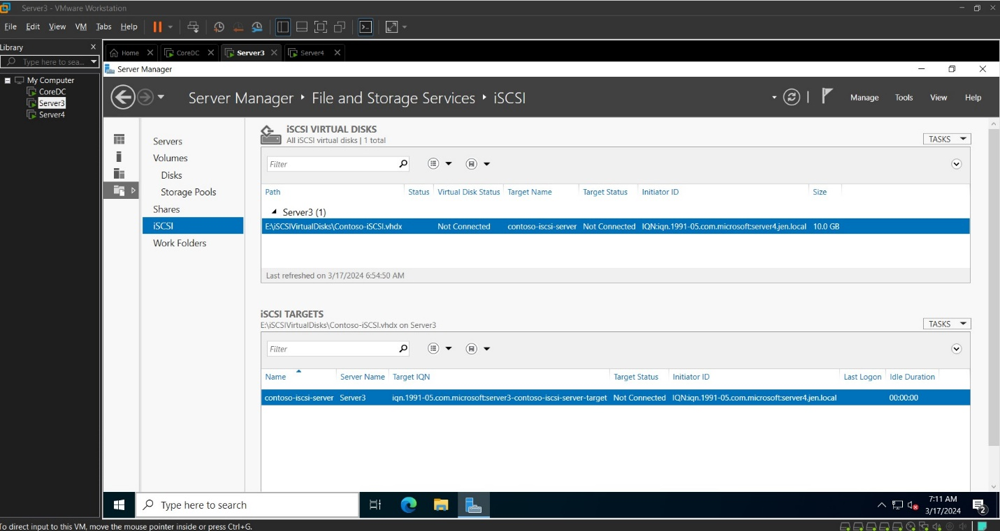 Server3 - VMware Workstation
File Edit View VM Tabs Help
Library X
Type here to sea...
My Computer
CoreDC
Server3
Server4
Home CoreDC Server3 Server4
Server Manager
Server Manager File and Storage Services iSCSI
Manage Tools View Help
Servers
Volumes
Disks
Storage Pools
Shares
iSCSI
Work Folders
iSCSI VIRTUAL DISKS
All iSCSI virtual disks | 1 total
TASKS
Filter
Path Status Virtual Disk Status Target Name Target Status Initiator ID Size
Server3 (1)
E:\iSCSIVirtualDisks\Contoso-iSCSI.vhdx Not Connected contoso-iscsi-server Not Connected IQN:iqn.1991-05.com.microsoft:server4.jen.local 10.0 GB
Last refreshed on 3/17/2024 6:54:50 AM
iSCSI TARGETS
E:\iSCSIVirtualDisks\Contoso-iSCSI.vhdx on Server3
TASKS
Filter
Name Server Name Target IQN Target Status Initiator ID Last Logon Idle Duration
contoso-iscsi-server Server3 iqn.1991-05.com.microsoft:server3-contoso-iscsi-server-target Not Connected IQN:iqn.1991-05.com.microsoft:server4.jen.local 00:00:00
Type here to search
7:11 AM
3/17/2024
2
To direct input to this VM, move the mouse pointer inside or press Ctrl+G.